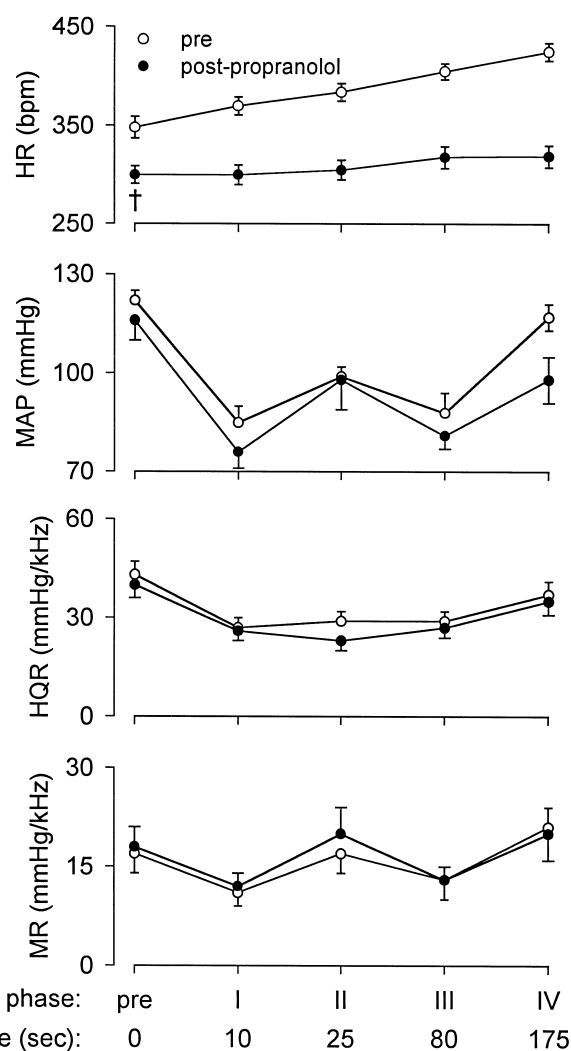 450
pre
post-propranolol
350
250
†
HR (bpm)
130
100
70
MAP (mmHg)
60
30
0
HQR (mmHg/kHz)
30
15
0
MR (mmHg/kHz)
phase: pre I II III IV
e (sec): 0 10 25 80 175